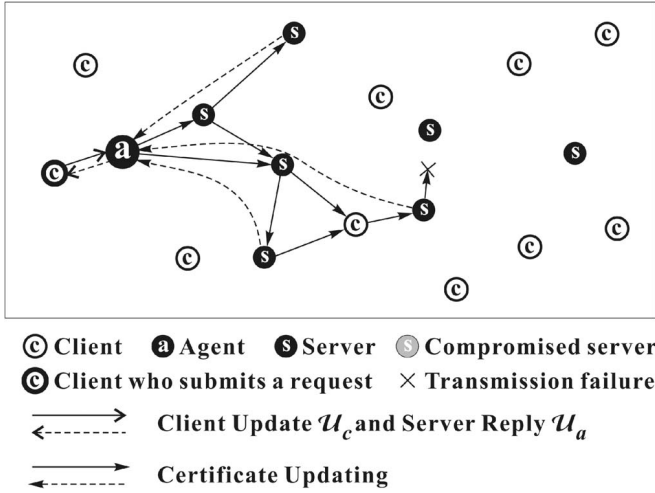 s c
c c
c
s
s
a s
s
c
s
c c
c
c s
c
c Client a Agent s Server s Compromised server
c Client who submits a request × Transmission failure
Client Update 𝒰c and Server Reply 𝒰a
Certificate Updating